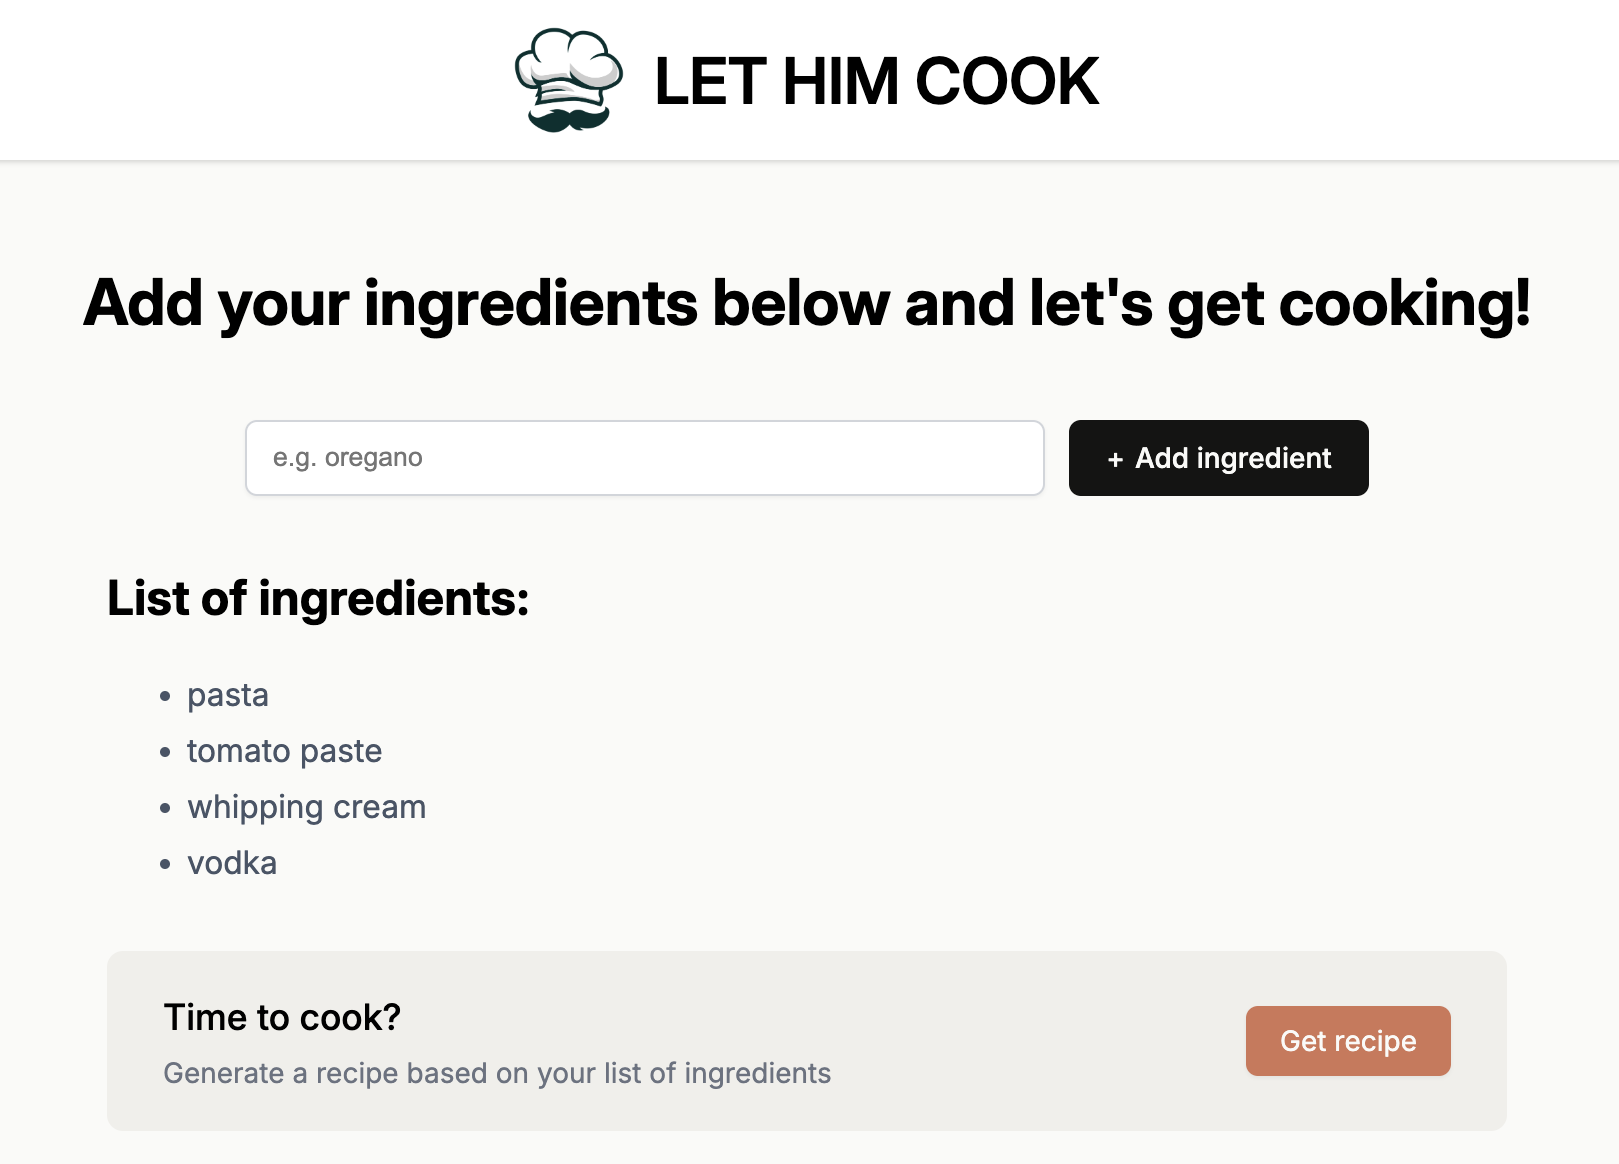 LET HIM COOK
Add your ingredients below and let's get cooking!
e.g. oregano
+ Add ingredient
List of ingredients:
• pasta
• tomato paste
• whipping cream
• vodka
Time to cook?
Generate a recipe based on your list of ingredients
Get recipe